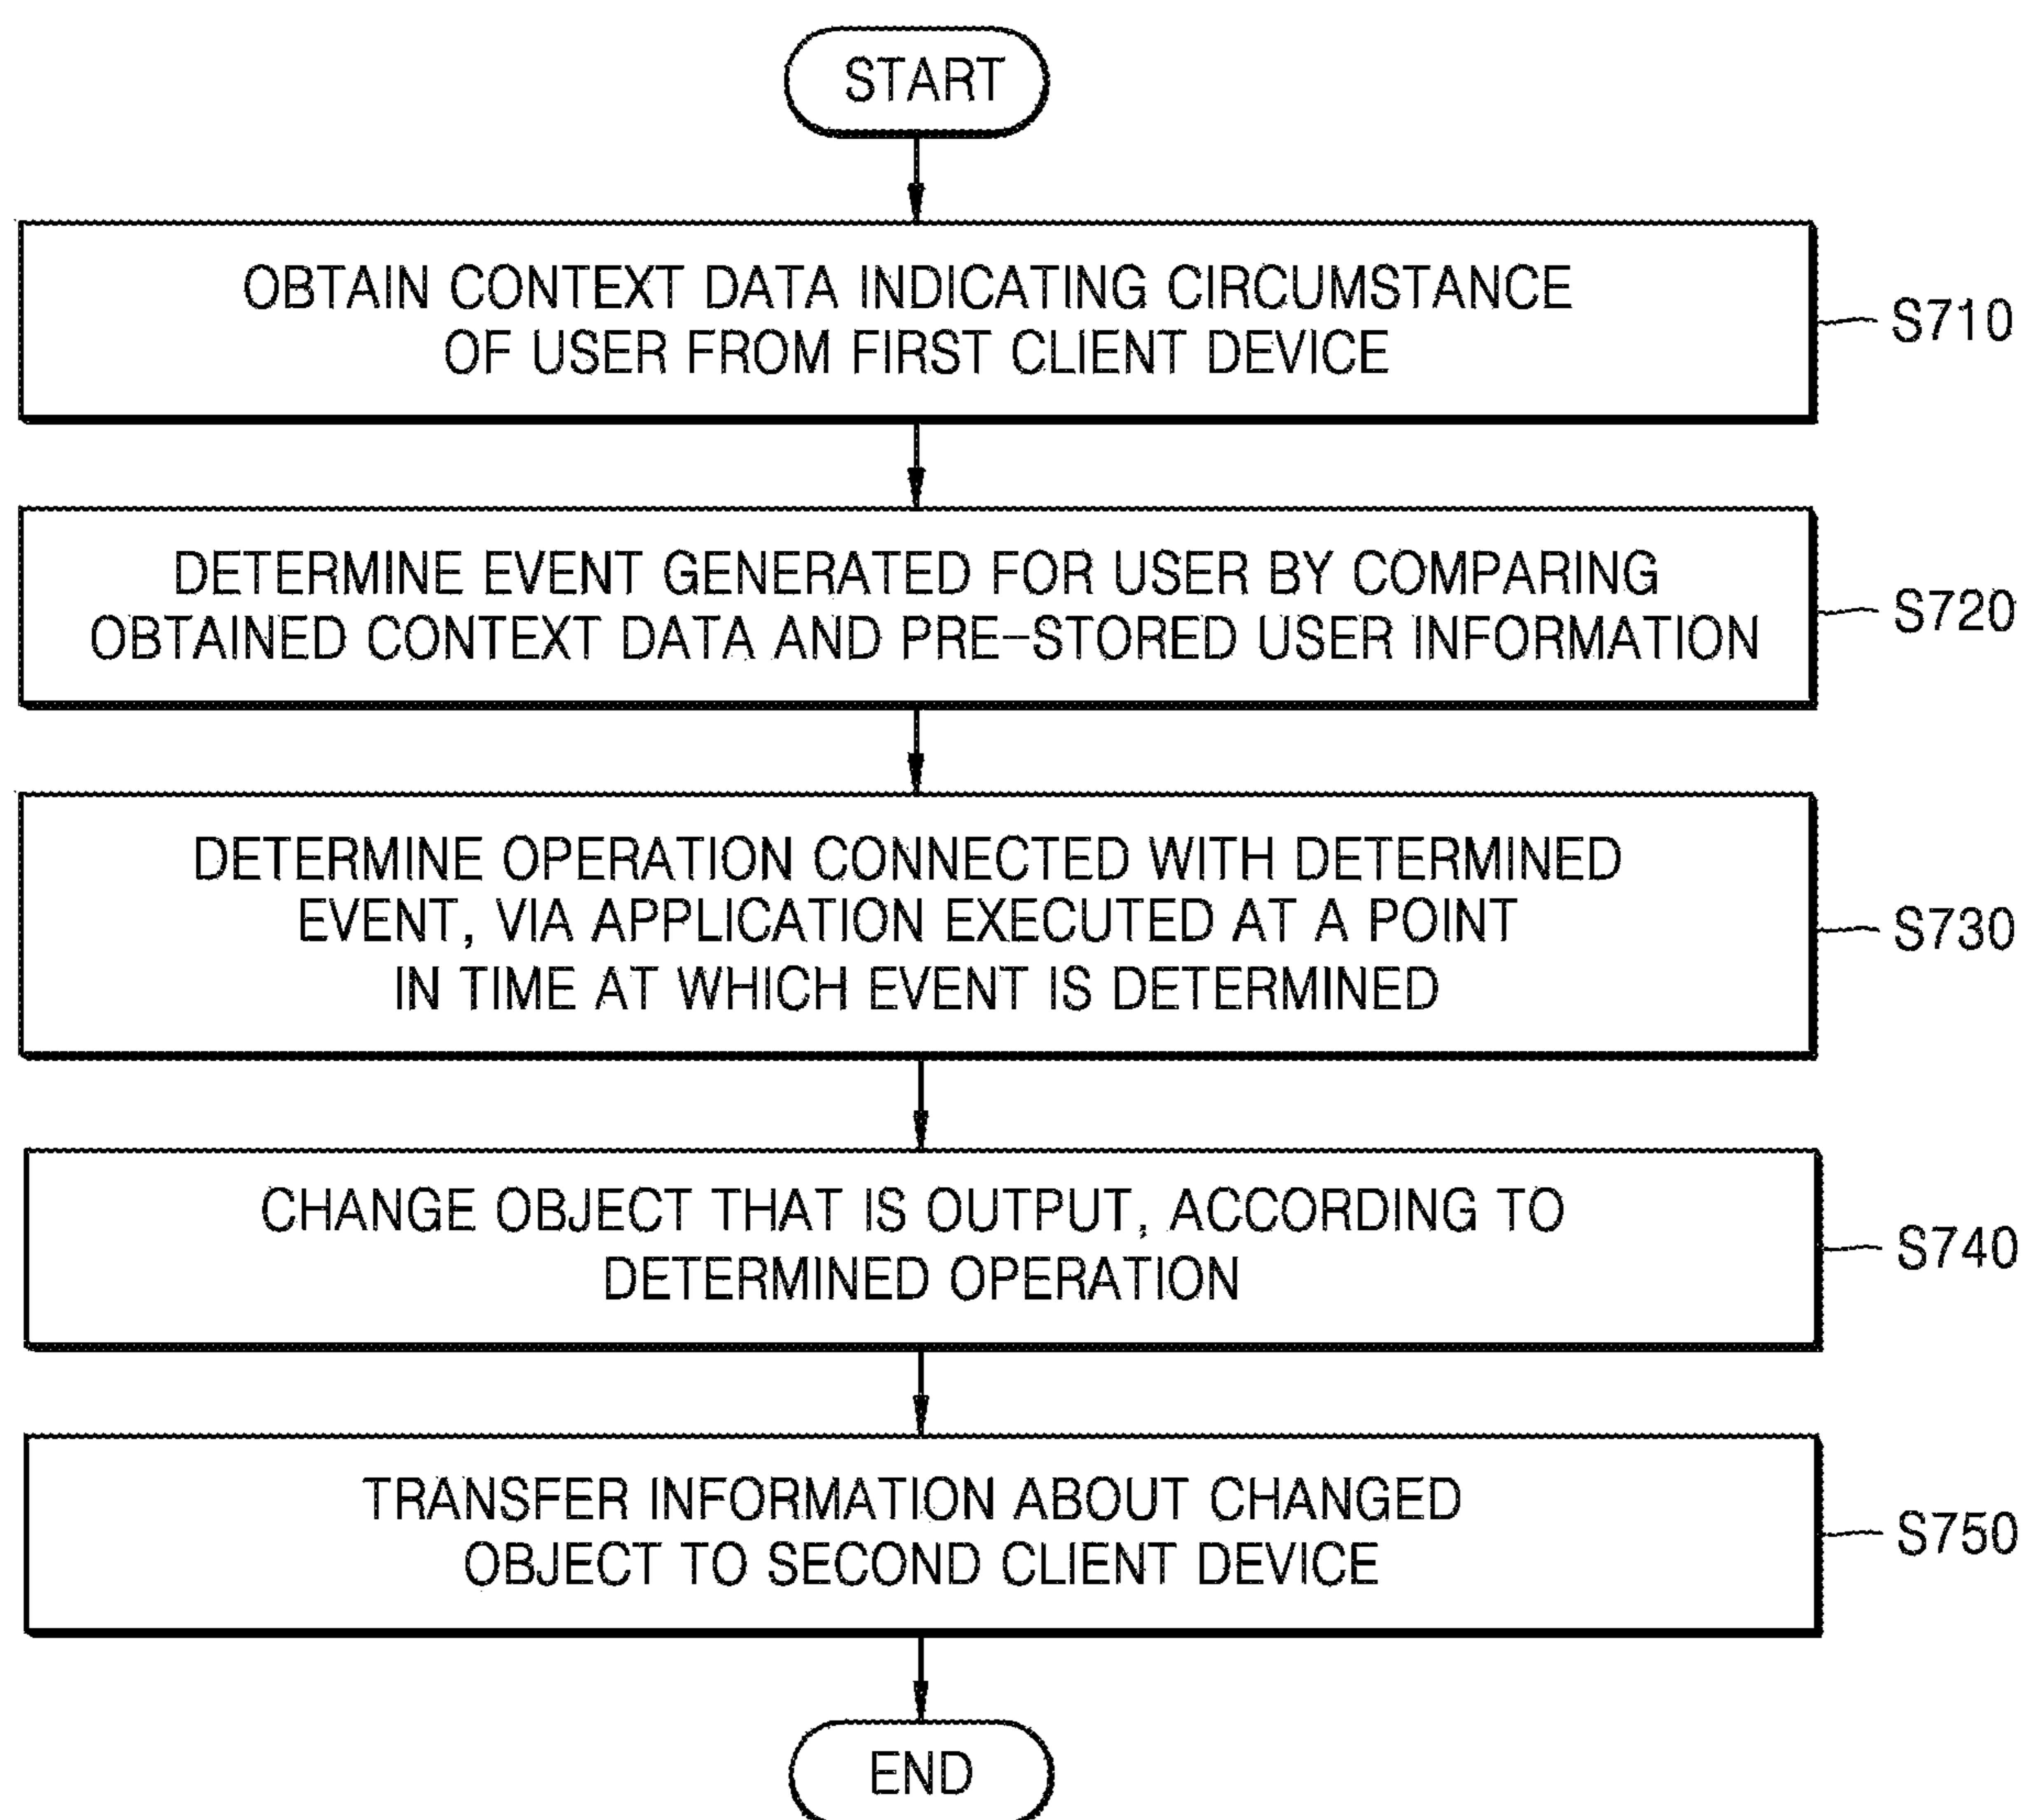 START
OBTAIN CONTEXT DATA INDICATING CIRCUMSTANCE
OF USER FROM FIRST CLIENT DEVICE
S710
DETERMINE EVENT GENERATED FOR USER BY COMPARING
OBTAINED CONTEXT DATA AND PRE-STORED USER INFORMATION
S720
DETERMINE OPERATION CONNECTED WITH DETERMINED
EVENT, VIA APPLICATION EXECUTED AT A POINT
IN TIME AT WHICH EVENT IS DETERMINED
S730
CHANGE OBJECT THAT IS OUTPUT, ACCORDING TO
DETERMINED OPERATION
S740
TRANSFER INFORMATION ABOUT CHANGED
OBJECT TO SECOND CLIENT DEVICE
S750
END